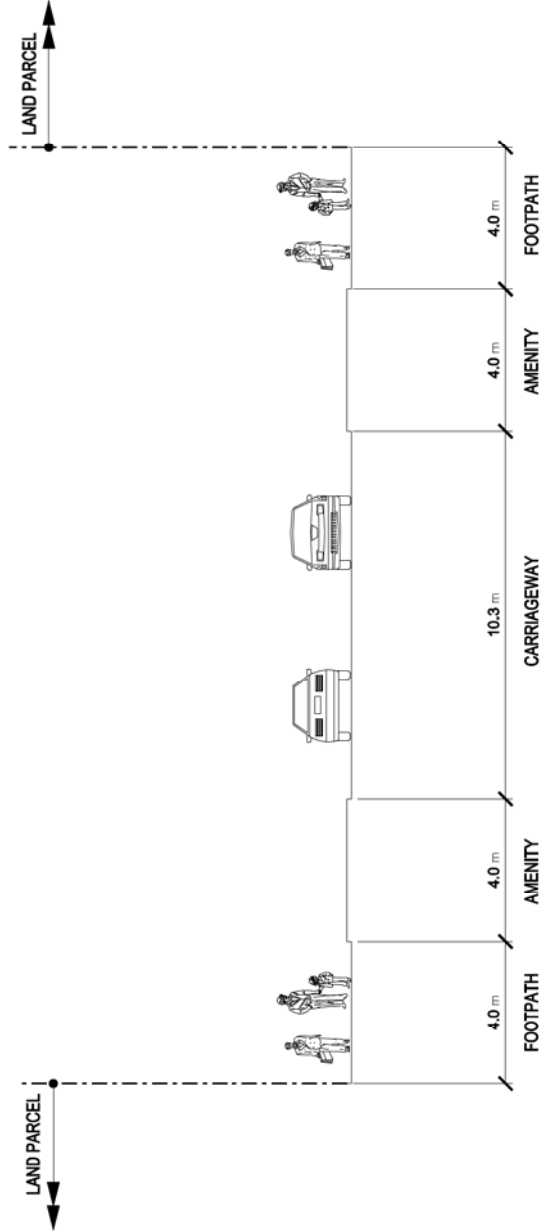 LAND PARCEL
LAND PARCEL
4.0 m
4.0 m
10.3 m
4.0 m
4.0 m
FOOTPATH
AMENITY
CARRIAGEWAY
AMENITY
FOOTPATH